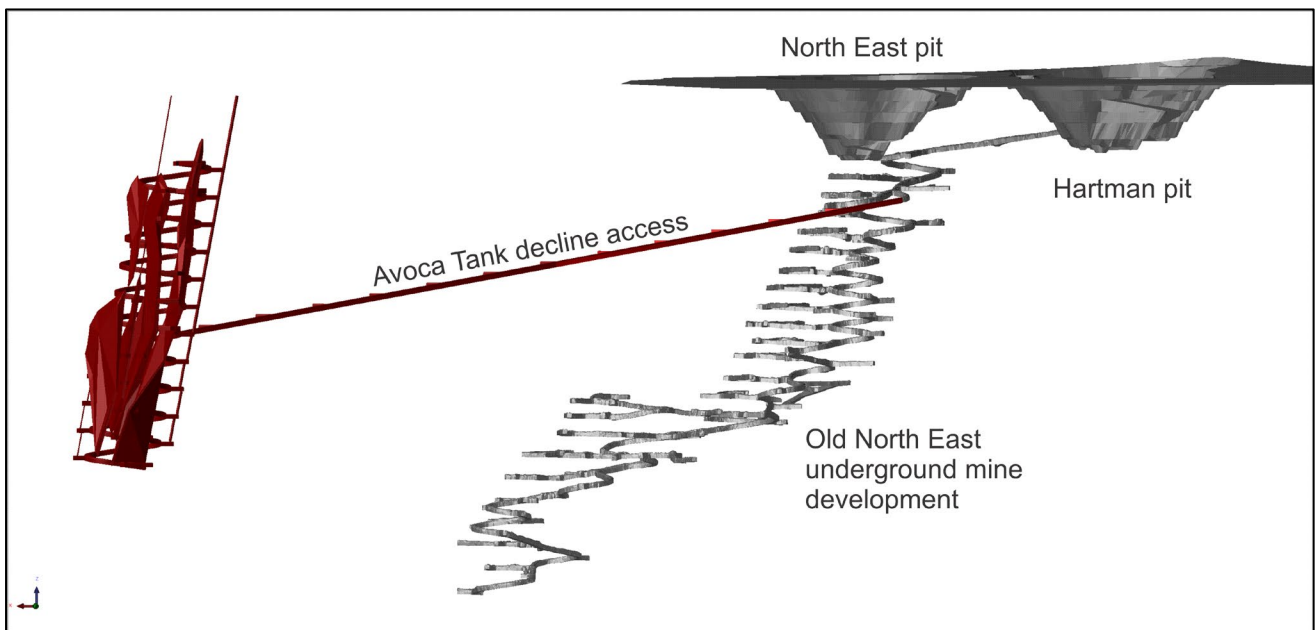 North East pit
Hartman pit
Avoca Tank decline access
Old North East
underground mine
development